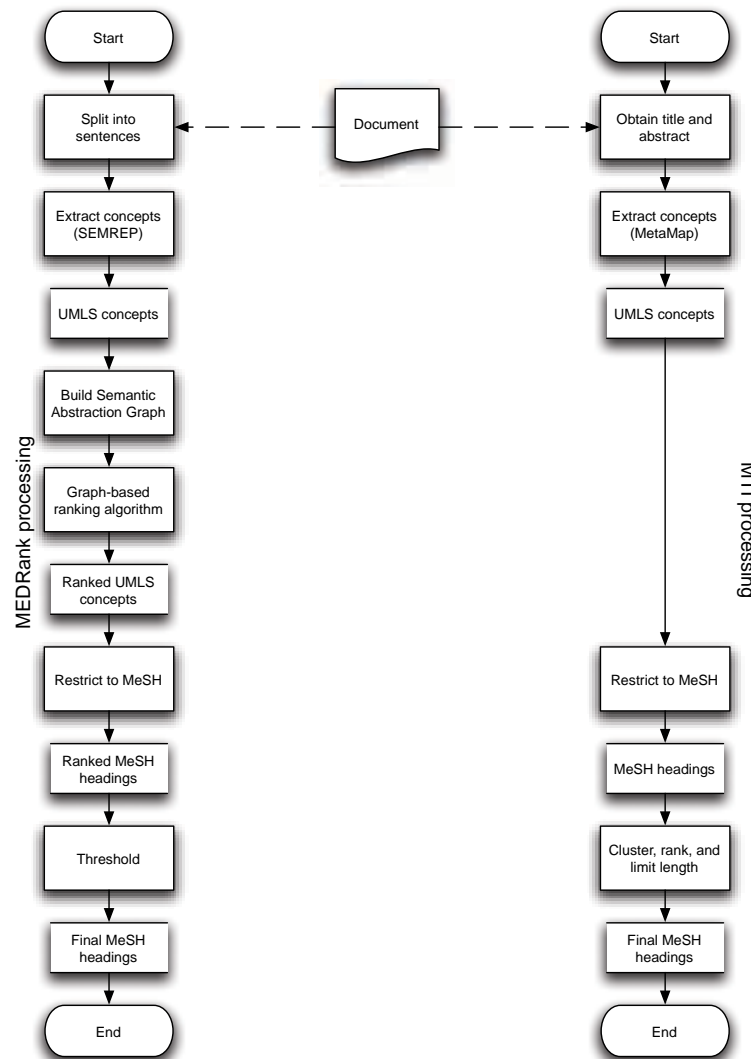 Start
Split into
sentences
Extract concepts
(SEMREP)
UMLS concepts
Build Semantic
Abstraction Graph
Graph-based
ranking algorithm
Ranked UMLS
concepts
Restrict to MeSH
Ranked MeSH
headings
Threshold
Final MeSH
headings
End
MEDRank processing
Document
Start
Obtain title and
abstract
Extract concepts
(MetaMap)
UMLS concepts
Restrict to MeSH
MeSH headings
Cluster, rank, and
limit length
Final MeSH
headings
End
MTI processing